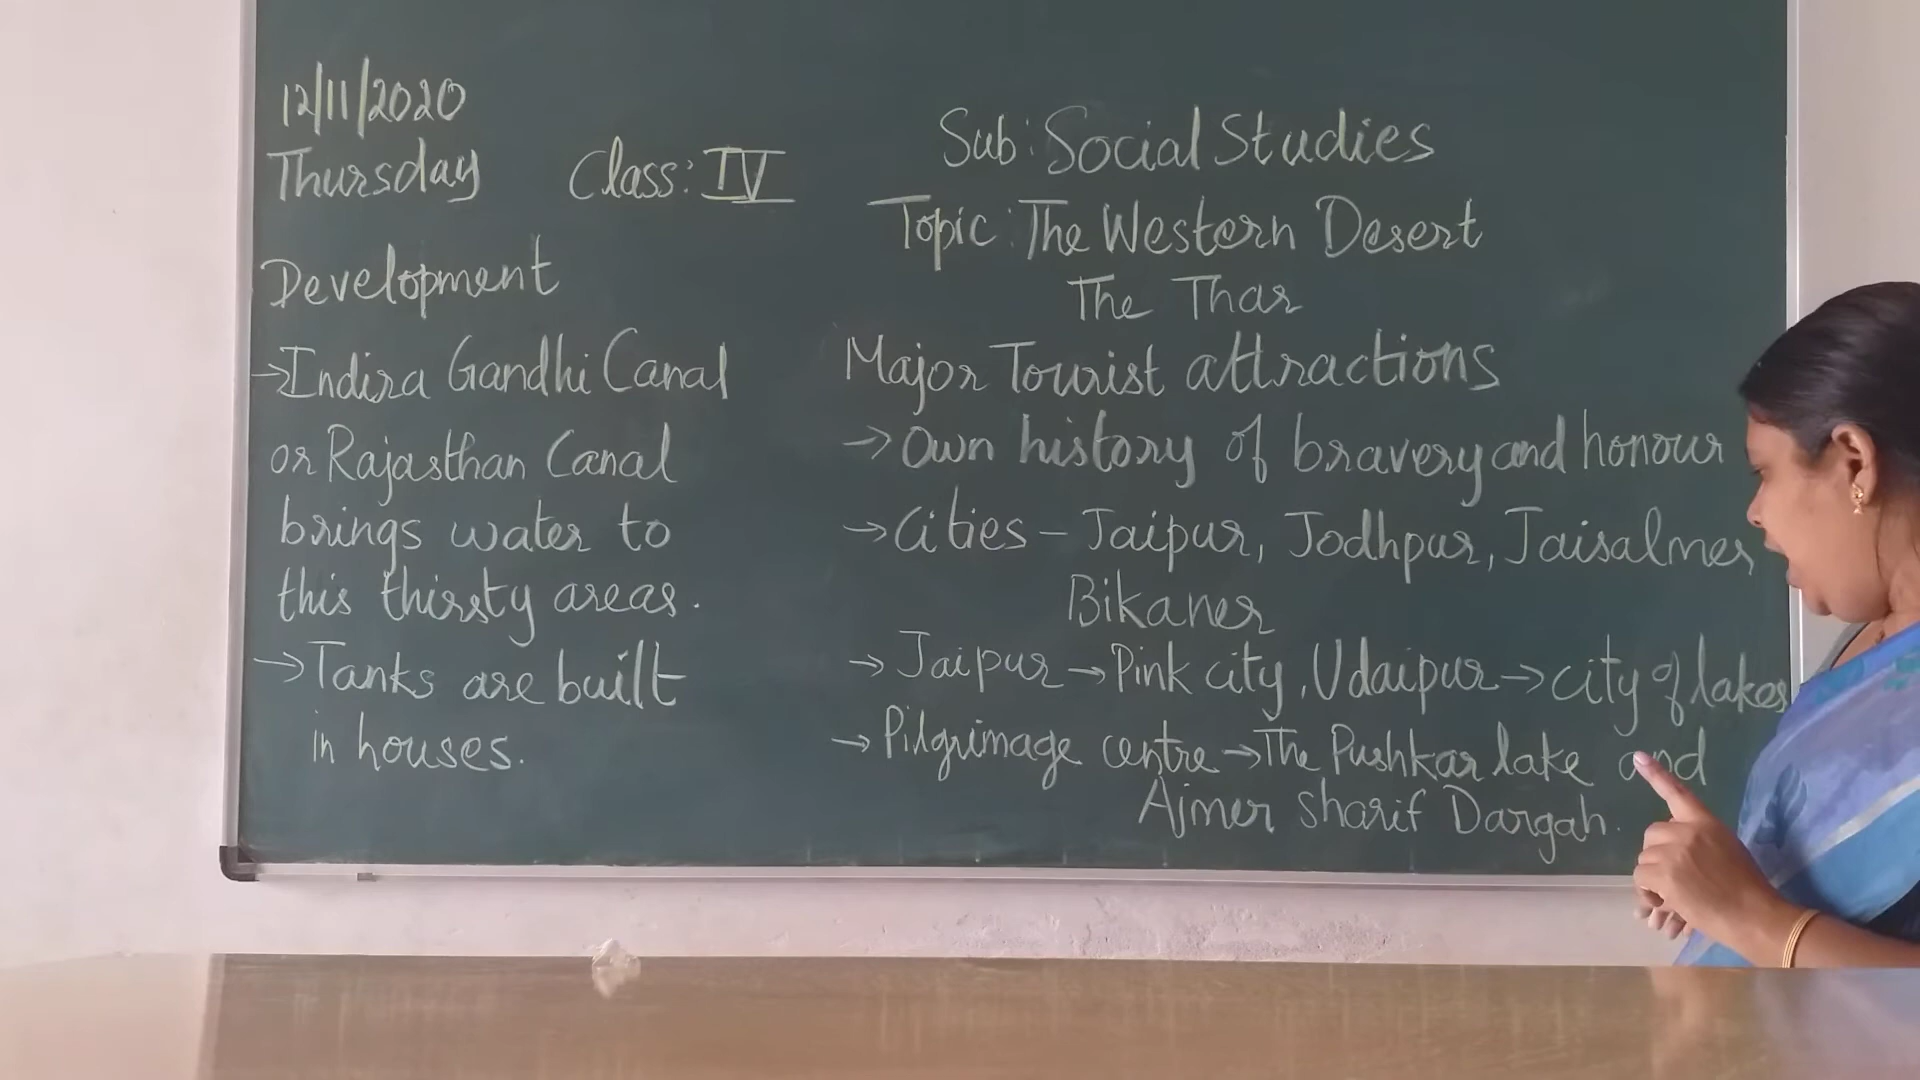 12/11/2020
Thursday
Class: IV
Development
→Indira Gandhi Canal
or Rajasthan Canal
brings water to
this thirsty areas.
→Tanks are built
in houses.
Sub: Social Studies
Topic: The Western Desert
The Thar
Major Tourist attractions
→ Own history of bravery and honour
→ Cities – Jaipur, Jodhpur, Jaisalmer
Bikaner
→ Jaipur → Pink city, Udaipur → city of lakes
→ Pilgrimage centre → The Pushkar lake and
Ajmer Sharif Dargah.